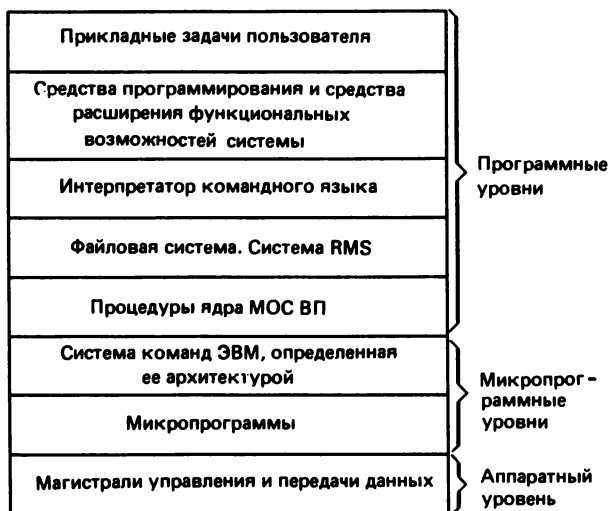 Прикладные задачи пользователя
Средства программирования и средства
расширения функциональных
возможностей системы
Интерпретатор командного языка
Файловая система. Система RMS
Процедуры ядра МОС ВП
Программные
уровни
Система команд ЭВМ, определенная
ее архитектурой
Микропрограммы
Микропрог-
раммные
уровни
Магистрали управления и передачи данных
Аппаратный
уровень